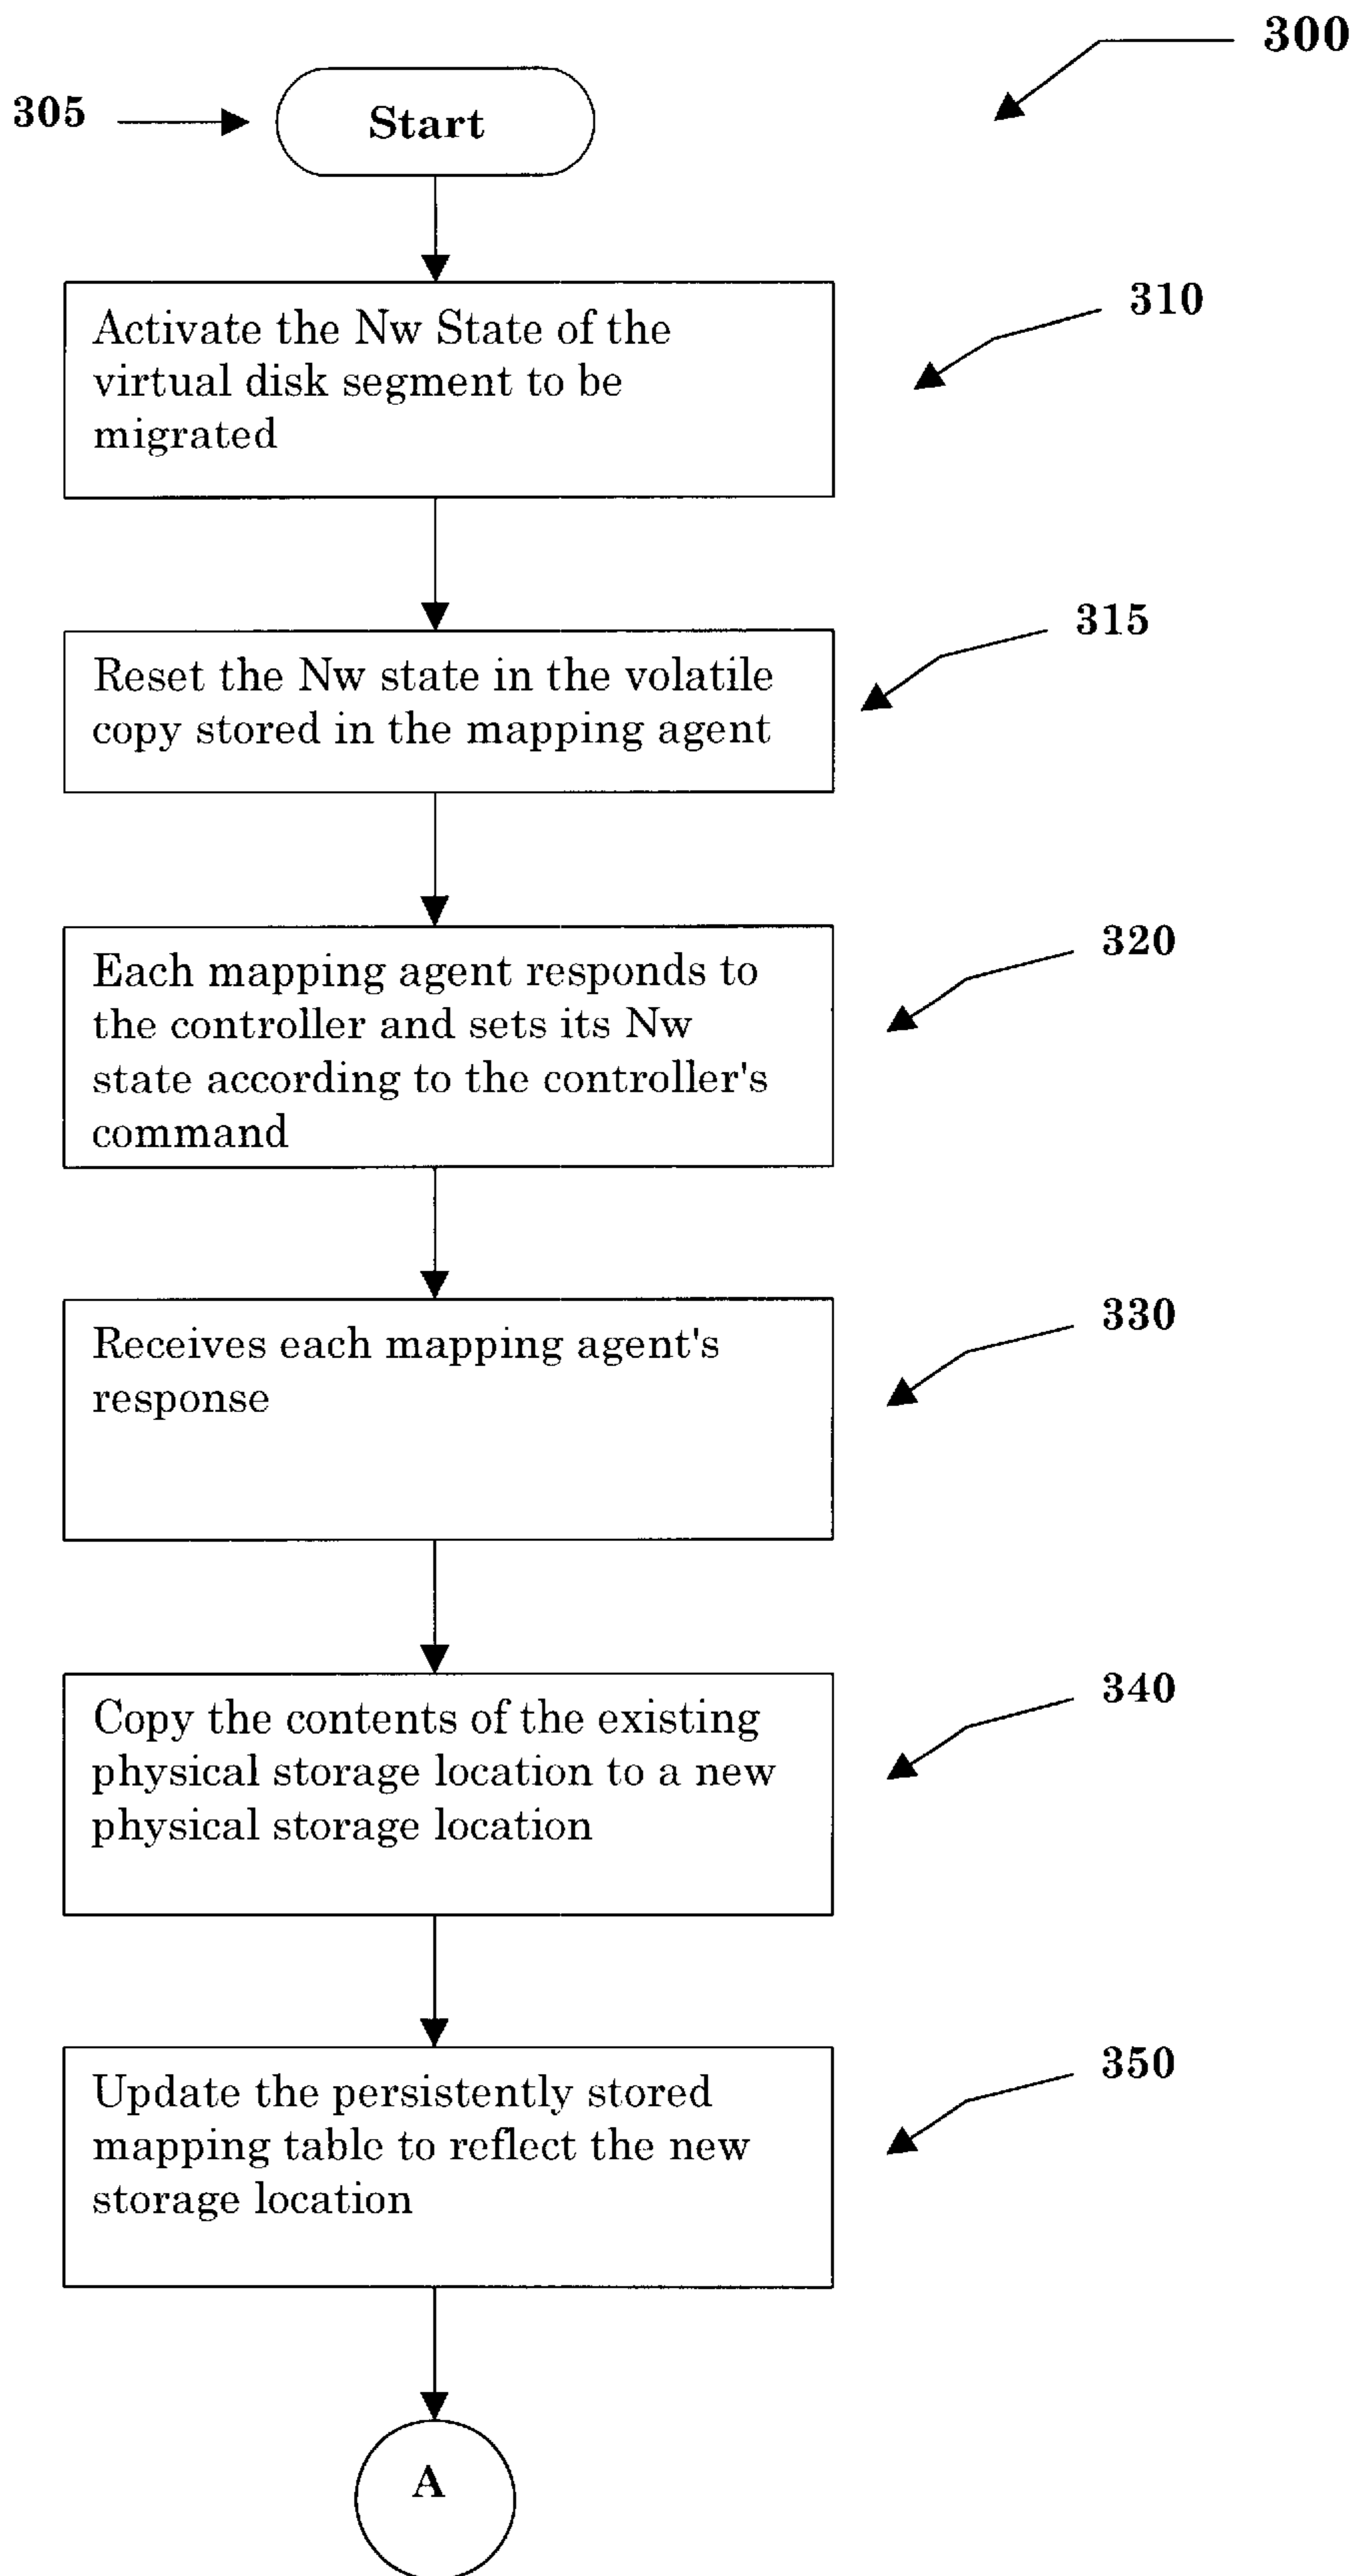 300
305
Start
310
Activate the Nw State of the
virtual disk segment to be
migrated
315
Reset the Nw state in the volatile
copy stored in the mapping agent
320
Each mapping agent responds to
the controller and sets its Nw
state according to the controller's
command
330
Receives each mapping agent's
response
340
Copy the contents of the existing
physical storage location to a new
physical storage location
350
Update the persistently stored
mapping table to reflect the new
storage location
A